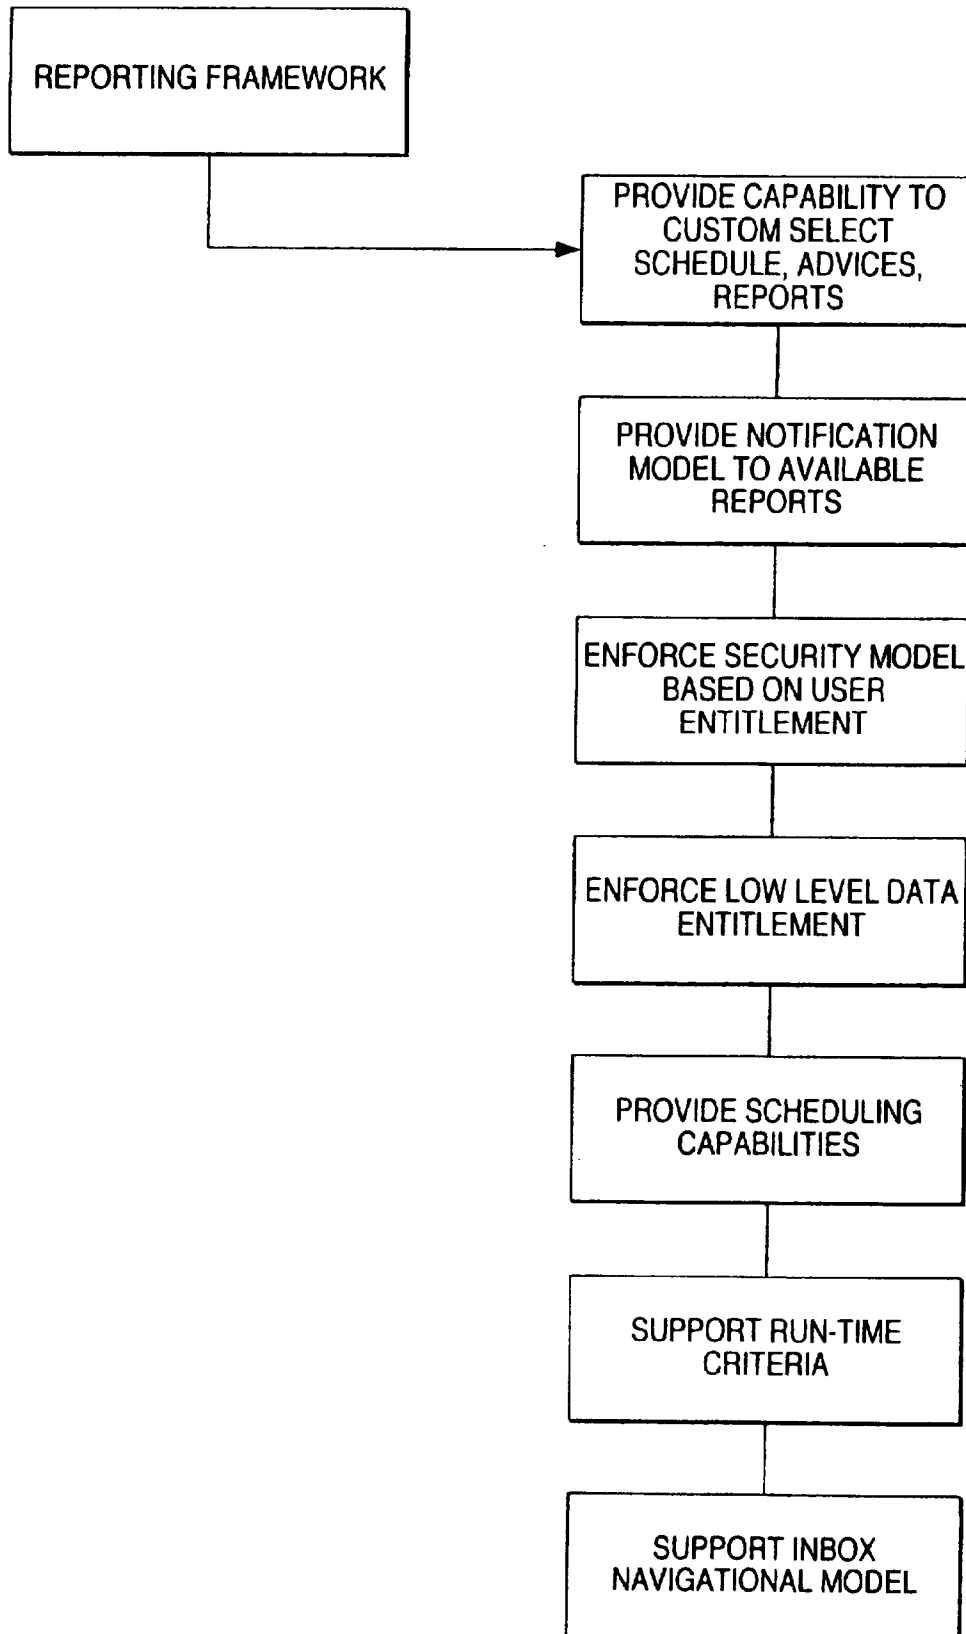 REPORTING FRAMEWORK
PROVIDE CAPABILITY TO
CUSTOM SELECT
SCHEDULE, ADVICES,
REPORTS
PROVIDE NOTIFICATION
MODEL TO AVAILABLE
REPORTS
ENFORCE SECURITY MODEL
BASED ON USER
ENTITLEMENT
ENFORCE LOW LEVEL DATA
ENTITLEMENT
PROVIDE SCHEDULING
CAPABILITIES
SUPPORT RUN-TIME
CRITERIA
SUPPORT INBOX
NAVIGATIONAL MODEL